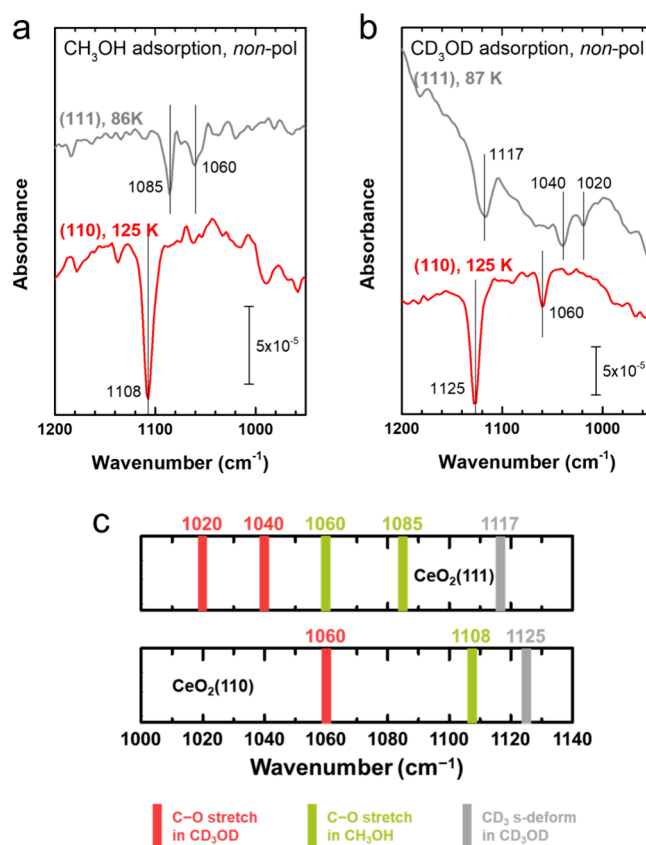 a
CH₃OH adsorption, non-pol
(111), 86K
1085
1060
(110), 125 K
1108
5x10⁻⁵
Absorbance
1200 1100 1000
Wavenumber (cm⁻¹)
b
CD₃OD adsorption, non-pol
(111), 87 K
1117
1040
1020
(110), 125 K
1060
1125
5x10⁻⁵
Absorbance
1200 1100 1000
Wavenumber (cm⁻¹)
c
1020 1040 1060 1085 1117
CeO₂(111)
1060 1108 1125
CeO₂(110)
1000 1020 1040 1060 1080 1100 1120 1140
Wavenumber (cm⁻¹)
C−O stretch
in CD₃OD
C−O stretch
in CH₃OH
CD₃ s-deform
in CD₃OD